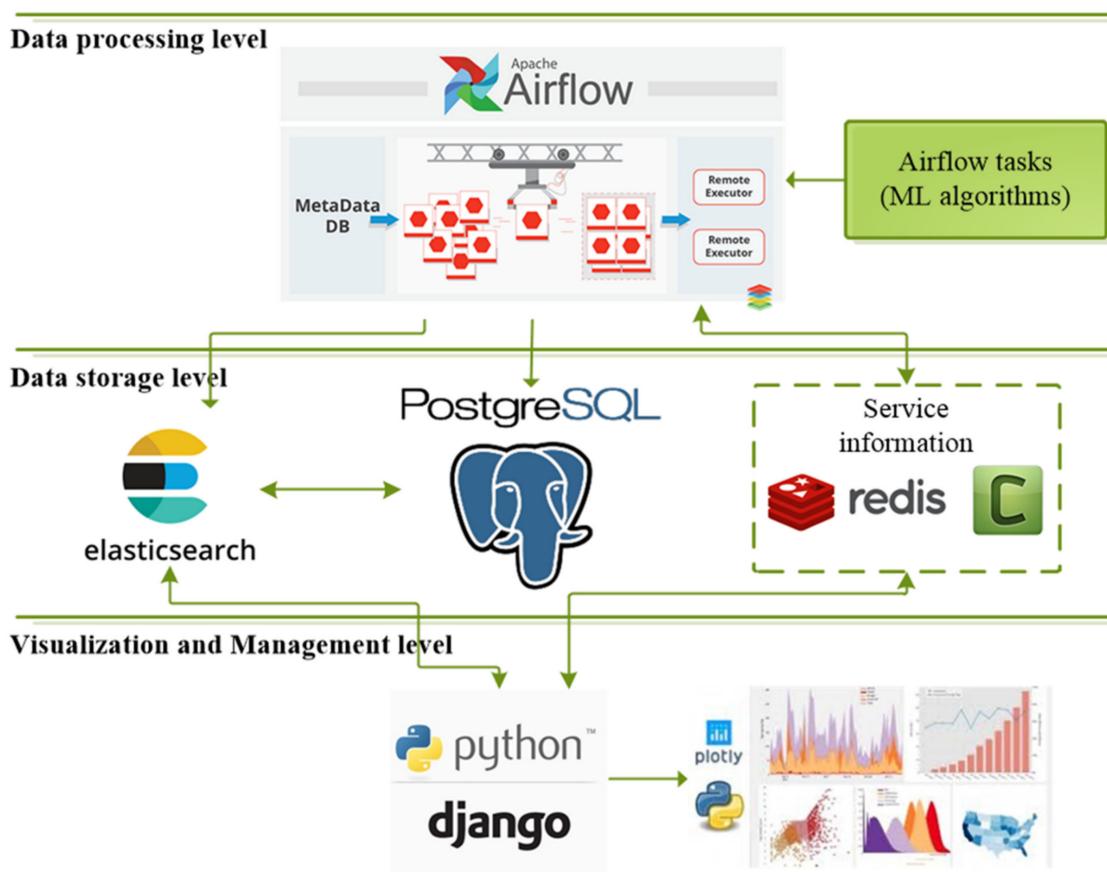 Data processing level
Apache
Airflow
Airflow tasks
(ML algorithms)
MetaData
DB
Remote
Executor
Remote
Executor
Data storage level
PostgreSQL
Service
information
redis
C
elasticsearch
Visualization and Management level
python™
django
plotly